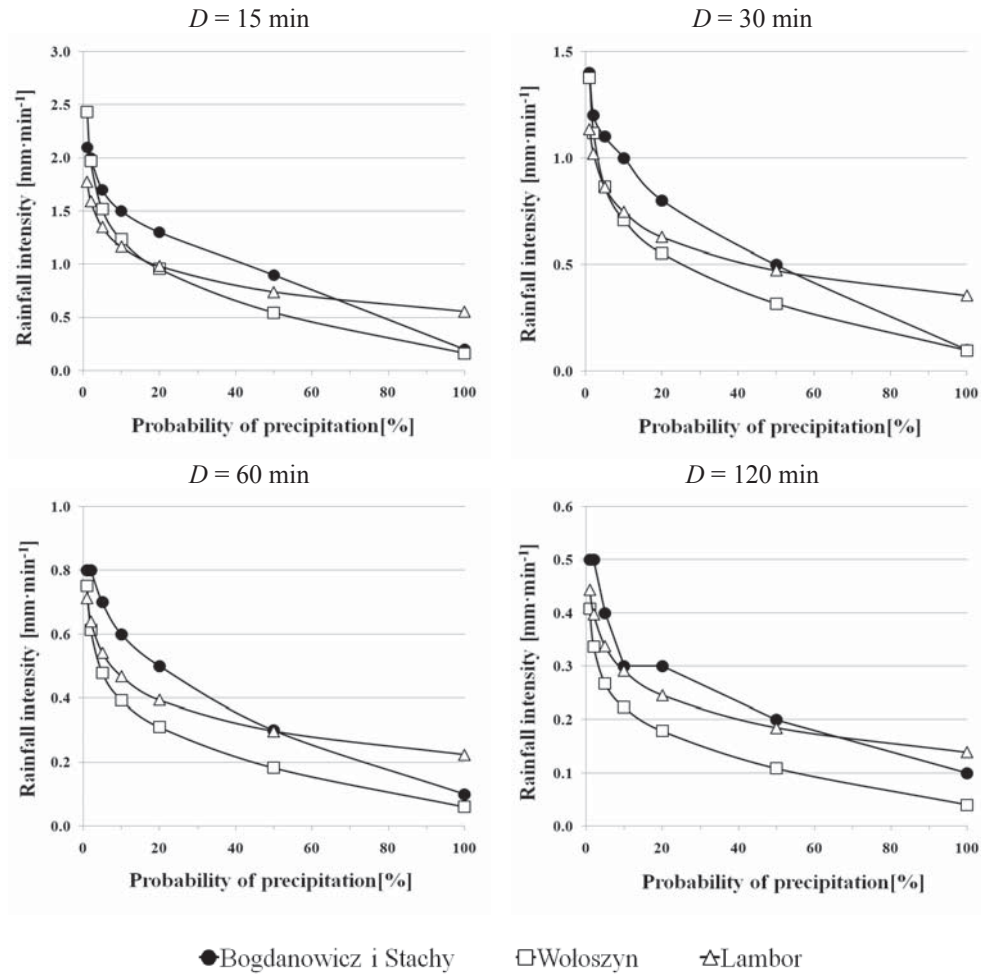 D = 15 min
3.0
2.5
2.0
1.5
1.0
0.5
0.0
Rainfall intensity [mm·min⁻¹]
0 20 40 60 80 100
Probability of precipitation[%]
D = 30 min
1.5
1.0
0.5
0.0
Rainfall intensity [mm·min⁻¹]
0 20 40 60 80 100
Probability of precipitation[%]
D = 60 min
1.0
0.8
0.6
0.4
0.2
0.0
Rainfall intensity [mm·min⁻¹]
0 20 40 60 80 100
Probability of precipitation[%]
D = 120 min
0.6
0.5
0.4
0.3
0.2
0.1
0.0
Rainfall intensity [mm·min⁻¹]
0 20 40 60 80 100
Probability of precipitation[%]
Bogdanowicz i Stachy Wołoszyn Lambor